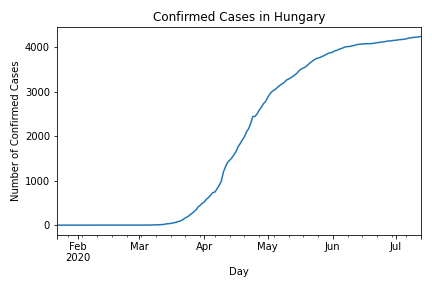 Confirmed Cases in Hungary
Number of Confirmed Cases
4000
3000
2000
1000
0
Feb Mar Apr May Jun Jul
2020
Day